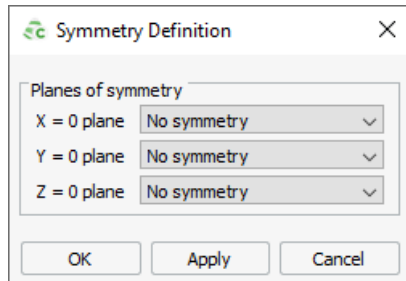 Symmetry Definition
Planes of symmetry
X = 0 plane No symmetry
Y = 0 plane No symmetry
Z = 0 plane No symmetry
OK Apply Cancel